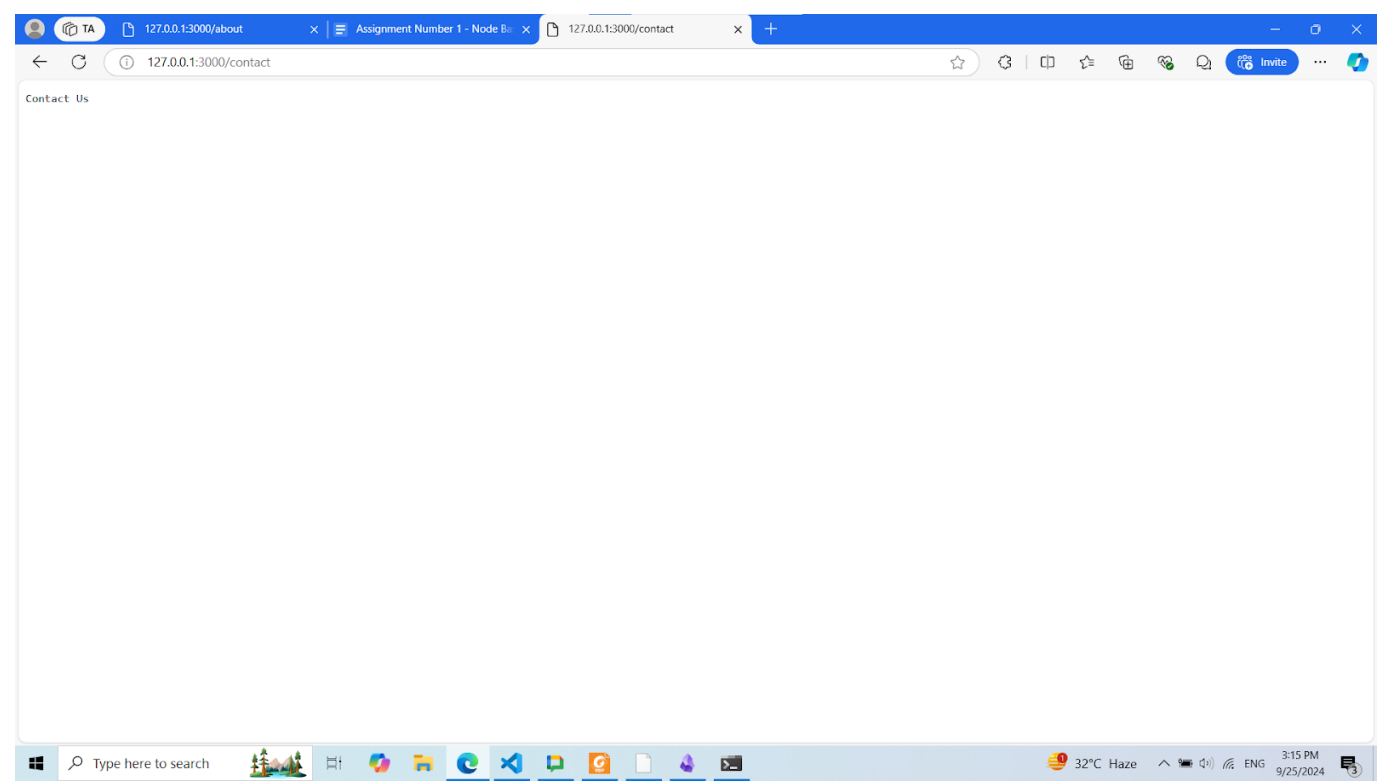 TA
127.0.0.1:3000/about
Assignment Number 1 - Node Ba
127.0.0.1:3000/contact
127.0.0.1:3000/contact
Invite
Contact Us
Type here to search
32°C Haze
ENG
3:15 PM
9/25/2024
3